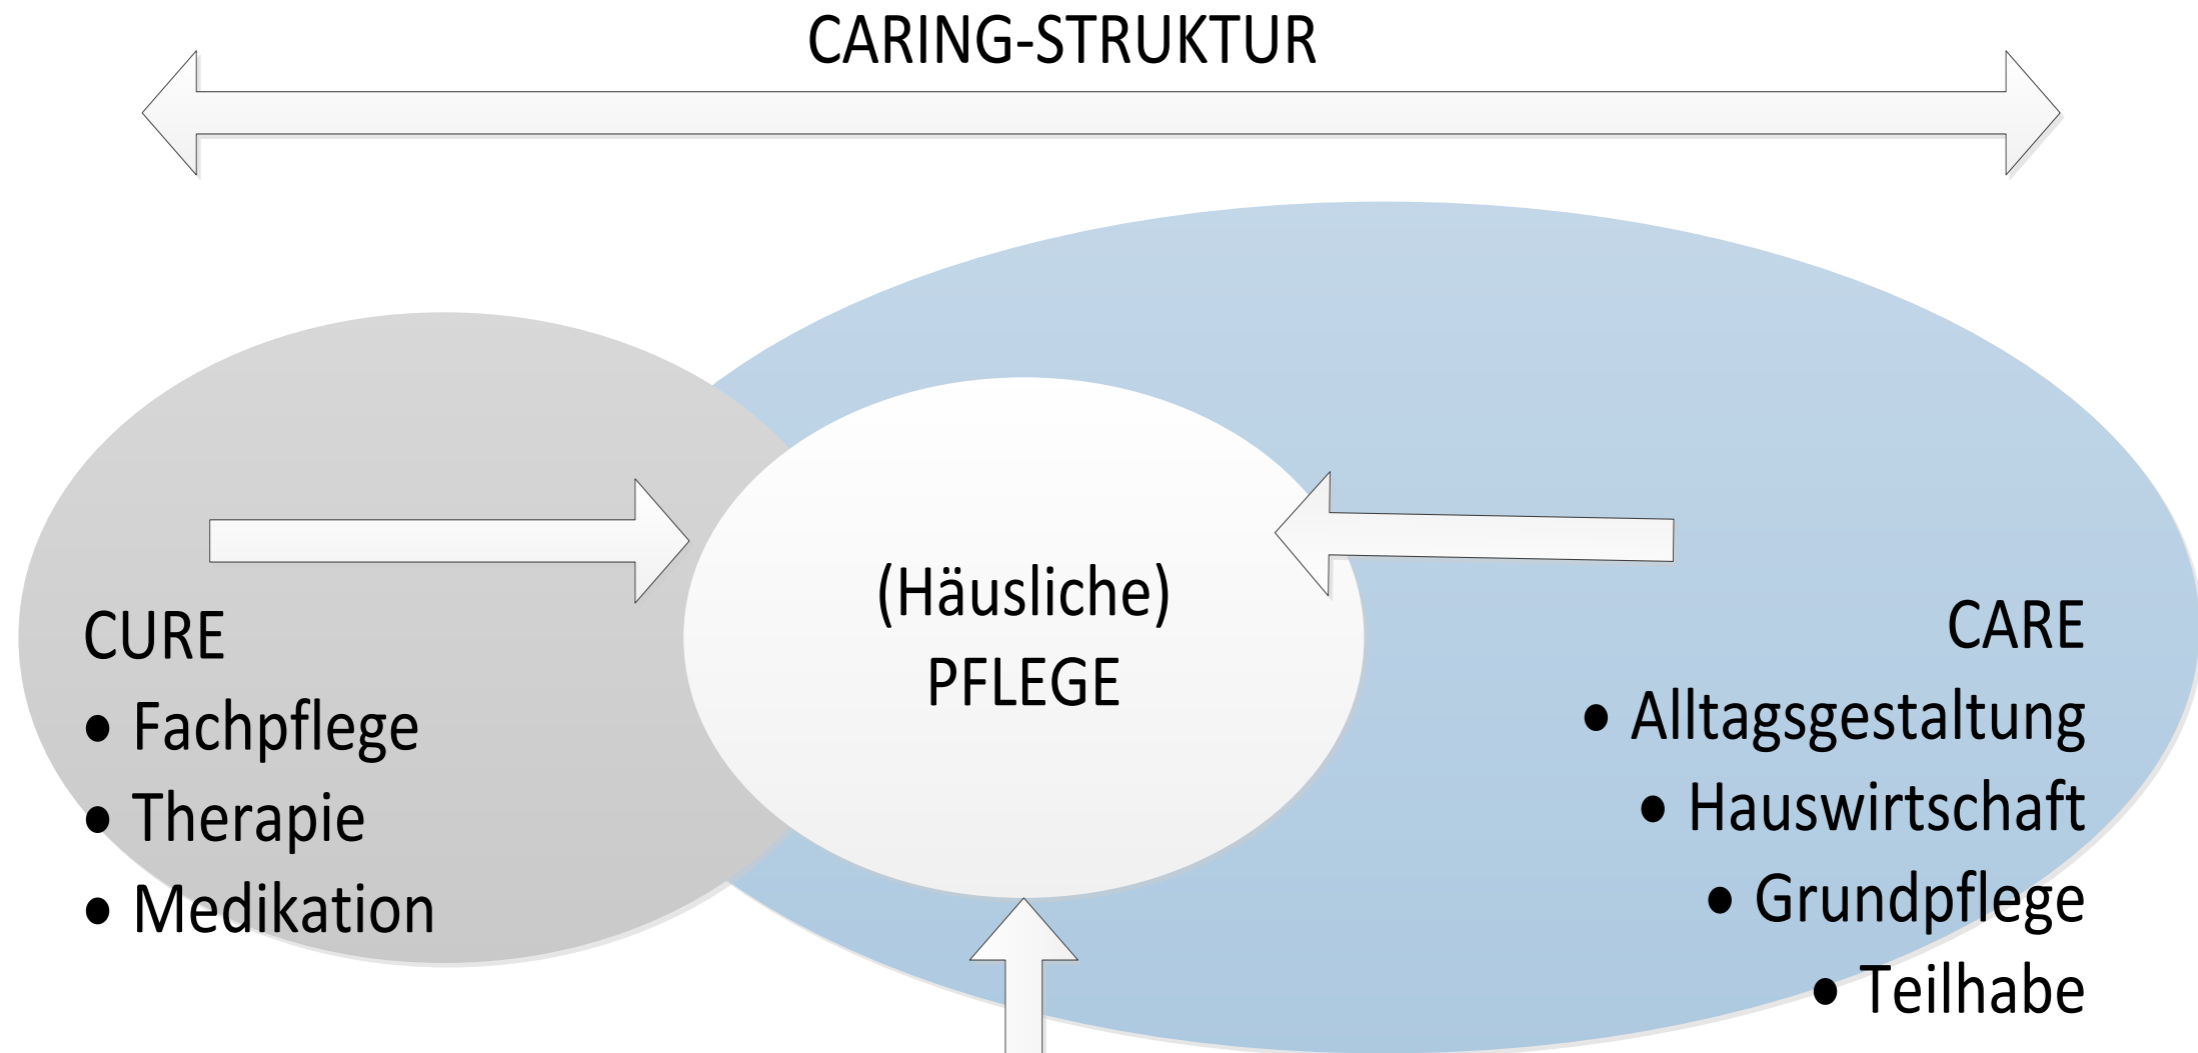 CARING-STRUKTUR
(Häusliche)
PFLEGE
CURE
• Fachpflege
• Therapie
• Medikation
CARE
• Alltagsgestaltung
• Hauswirtschaft
• Grundpflege
• Teilhabe